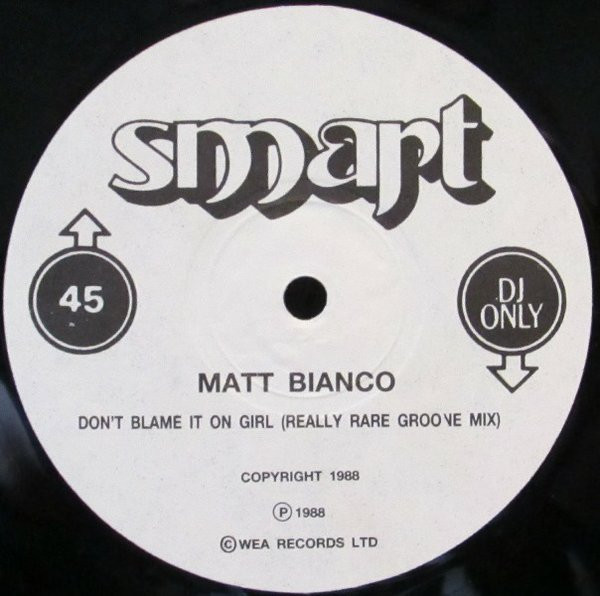 smart
45
DJ
ONLY
MATT BIANCO
DON'T BLAME IT ON GIRL (REALLY RARE GROOVE MIX)
COPYRIGHT 1988
Ⓟ 1988
© WEA RECORDS LTD